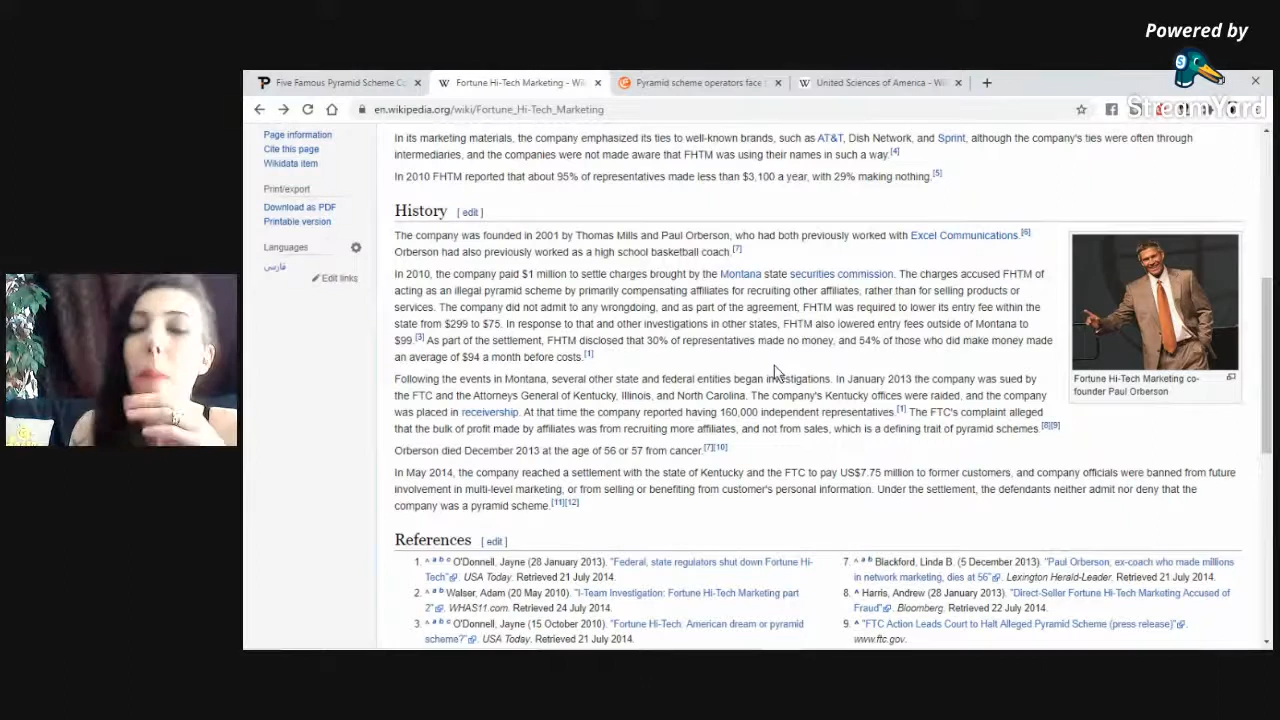 Powered by
StreamYard
Five Famous Pyramid Scheme
Fortune Hi-Tech Marketing - Wi
Pyramid scheme operators face
United Sciences of America - Wi
en.wikipedia.org/wiki/Fortune_Hi-Tech_Marketing
Page information
Cite this page
Wikidata item
Print/export
Download as PDF
Printable version
Languages
فارسی
Edit links
In its marketing materials, the company emphasized its ties to well-known brands, such as AT&T, Dish Network, and Sprint, although the company's ties were often through
intermediaries, and the companies were not made aware that FHTM was using their names in such a way.[4]
In 2010 FHTM reported that about 95% of representatives made less than $3,100 a year, with 29% making nothing.[5]
History [ edit ]
The company was founded in 2001 by Thomas Mills and Paul Orberson, who had both previously worked with Excel Communications.[6]
Orberson had also previously worked as a high school basketball coach.[7]
In 2010, the company paid $1 million to settle charges brought by the Montana state securities commission. The charges accused FHTM of
acting as an illegal pyramid scheme by primarily compensating affiliates for recruiting other affiliates, rather than for selling products or
services. The company did not admit to any wrongdoing, and as part of the agreement, FHTM was required to lower its entry fee within the
state from $299 to $75. In response to that and other investigations in other states, FHTM also lowered entry fees outside of Montana to
$99.[3] As part of the settlement, FHTM disclosed that 30% of representatives made no money, and 54% of those who did make money made
an average of $94 a month before costs.[1]
Following the events in Montana, several other state and federal entities began investigations. In January 2013 the company was sued by
the FTC and the Attorneys General of Kentucky, Illinois, and North Carolina. The company's Kentucky offices were raided, and the company
was placed in receivership. At that time the company reported having 160,000 independent representatives.[1] The FTC's complaint alleged
that the bulk of profit made by affiliates was from recruiting more affiliates, and not from sales, which is a defining trait of pyramid schemes.[8][9]
Orberson died December 2013 at the age of 56 or 57 from cancer.[7][10]
In May 2014, the company reached a settlement with the state of Kentucky and the FTC to pay US$7.75 million to former customers, and company officials were banned from future
involvement in multi-level marketing, or from selling or benefiting from customer's personal information. Under the settlement, the defendants neither admit nor deny that the
company was a pyramid scheme.[11][12]
Fortune Hi-Tech Marketing co-
founder Paul Orberson
References [ edit ]
1. ^ a b c O'Donnell, Jayne (28 January 2013). "Federal, state regulators shut down Fortune Hi-
Tech". USA Today. Retrieved 21 July 2014.
2. ^ a b Walser, Adam (20 May 2010). "I-Team Investigation: Fortune Hi-Tech Marketing part
2". WHAS11.com. Retrieved 24 July 2014.
3. ^ a b c O'Donnell, Jayne (15 October 2010). "Fortune Hi-Tech: American dream or pyramid
scheme?". USA Today. Retrieved 21 July 2014.
7. ^ a b Blackford, Linda B. (5 December 2013). "Paul Orberson, ex-coach who made millions
in network marketing, dies at 56". Lexington Herald-Leader. Retrieved 21 July 2014.
8. ^ Harris, Andrew (28 January 2013). "Direct-Seller Fortune Hi-Tech Marketing Accused of
Fraud". Bloomberg. Retrieved 22 July 2014.
9. ^ "FTC Action Leads Court to Halt Alleged Pyramid Scheme (press release)".
www.ftc.gov.